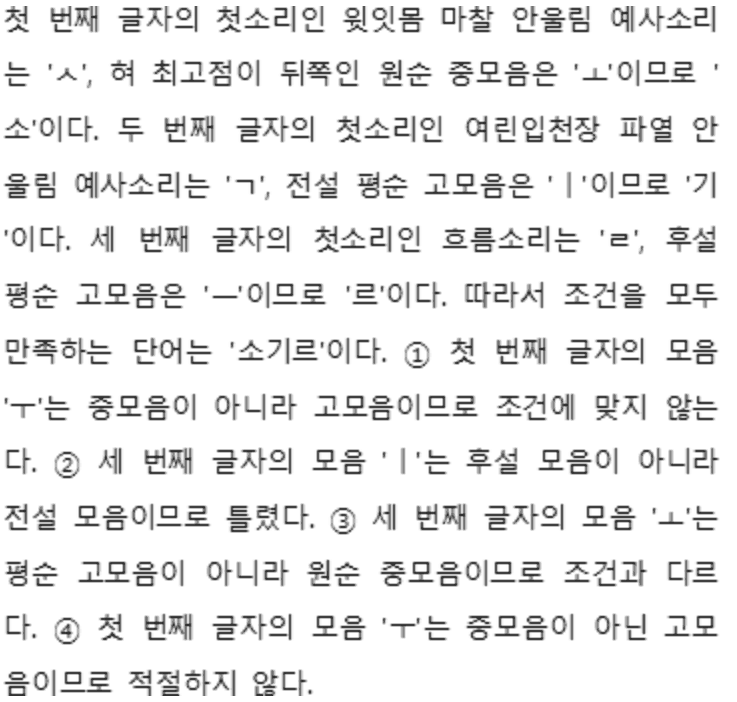 첫 번째 글자의 첫소리인 윗잇몸 마찰 안울림 예사소리
는 'ㅅ', 혀 최고점이 뒤쪽인 원순 중모음은 'ㅗ'이므로 '
소'이다. 두 번째 글자의 첫소리인 여린입천장 파열 안
울림 예사소리는 'ㄱ', 전설 평순 고모음은 'ㅣ'이므로 '기
'이다. 세 번째 글자의 첫소리인 흐름소리는 'ㄹ', 후설
평순 고모음은 'ㅡ'이므로 '르'이다. 따라서 조건을 모두
만족하는 단어는 '소기르'이다. ① 첫 번째 글자의 모음
'ㅜ'는 중모음이 아니라 고모음이므로 조건에 맞지 않는
다. ② 세 번째 글자의 모음 'ㅣ'는 후설 모음이 아니라
전설 모음이므로 틀렸다. ③ 세 번째 글자의 모음 'ㅗ'는
평순 고모음이 아니라 원순 중모음이므로 조건과 다르
다. ④ 첫 번째 글자의 모음 'ㅜ'는 중모음이 아닌 고모
음이므로 적절하지 않다.